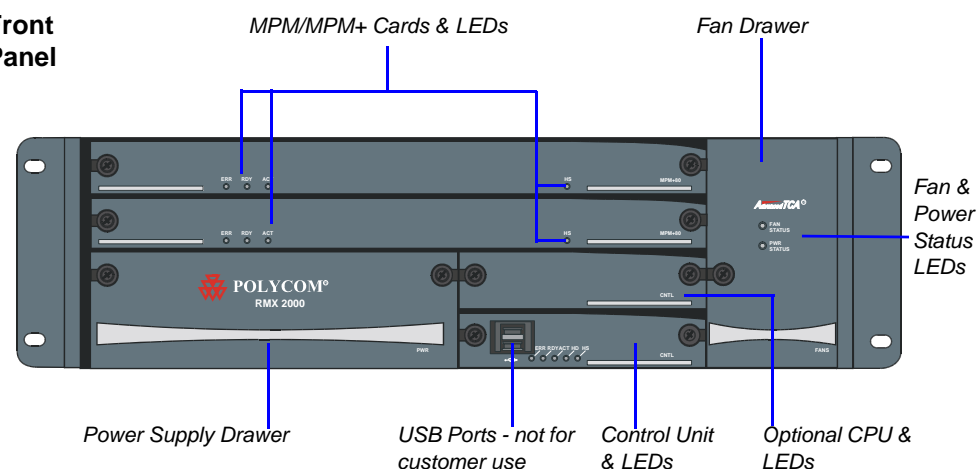 Front
Panel
MPM/MPM+ Cards & LEDs
Fan Drawer
ERR RDY ACT HS MPM+80
AdvancedTCA®
Fan &
Power
Status
LEDs
FAN
STATUS
ERR RDY ACT HS MPM+80
PWR
STATUS
POLYCOM®
RMX 2000
CNTL
PWR
ERR RDY ACT HD HS
CNTL
FANS
Power Supply Drawer
USB Ports - not for
customer use
Control Unit
& LEDs
Optional CPU &
LEDs